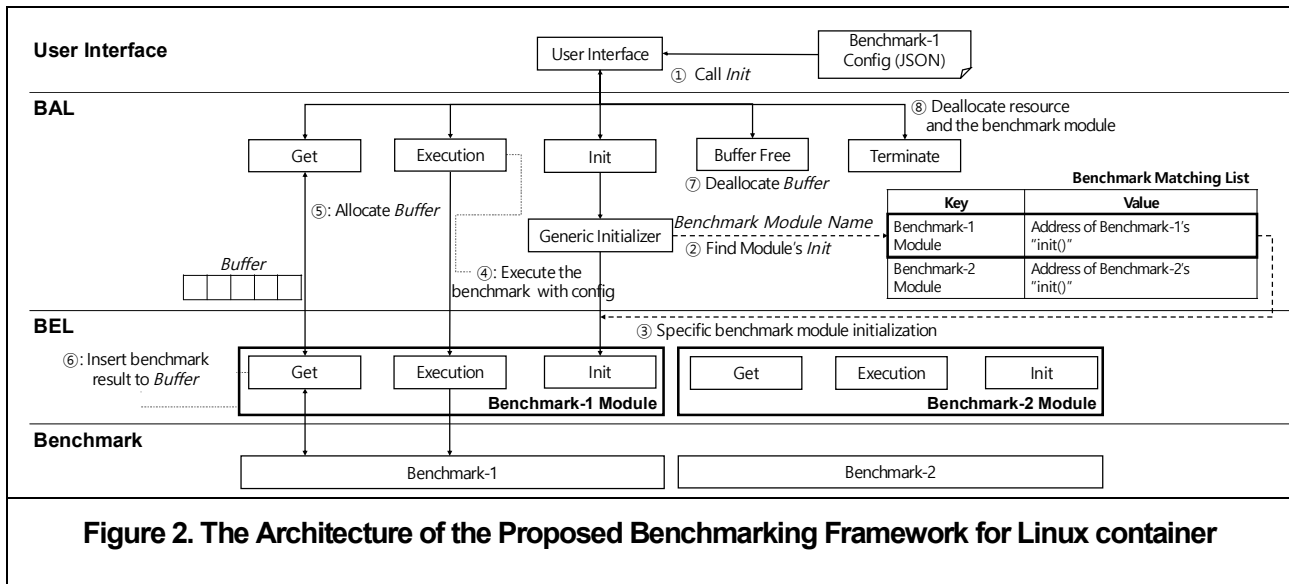 User Interface
User Interface
Benchmark-1
Config (JSON)
① Call Init
BAL
⑧ Deallocate resource
and the benchmark module
Get
Execution
Init
Buffer Free
Terminate
⑦ Deallocate Buffer
Benchmark Matching List
⑤: Allocate Buffer
Key
Value
Benchmark Module Name
Benchmark-1
Module
Address of Benchmark-1's
"init()"
Generic Initializer
② Find Module's Init
Buffer
④: Execute the
benchmark with config
Benchmark-2
Module
Address of Benchmark-2's
"init()"
BEL
③ Specific benchmark module initialization
⑥: Insert benchmark
result to Buffer
Get
Execution
Init
Benchmark-1 Module
Get
Execution
Init
Benchmark-2 Module
Benchmark
Benchmark-1
Benchmark-2
Figure 2. The Architecture of the Proposed Benchmarking Framework for Linux container